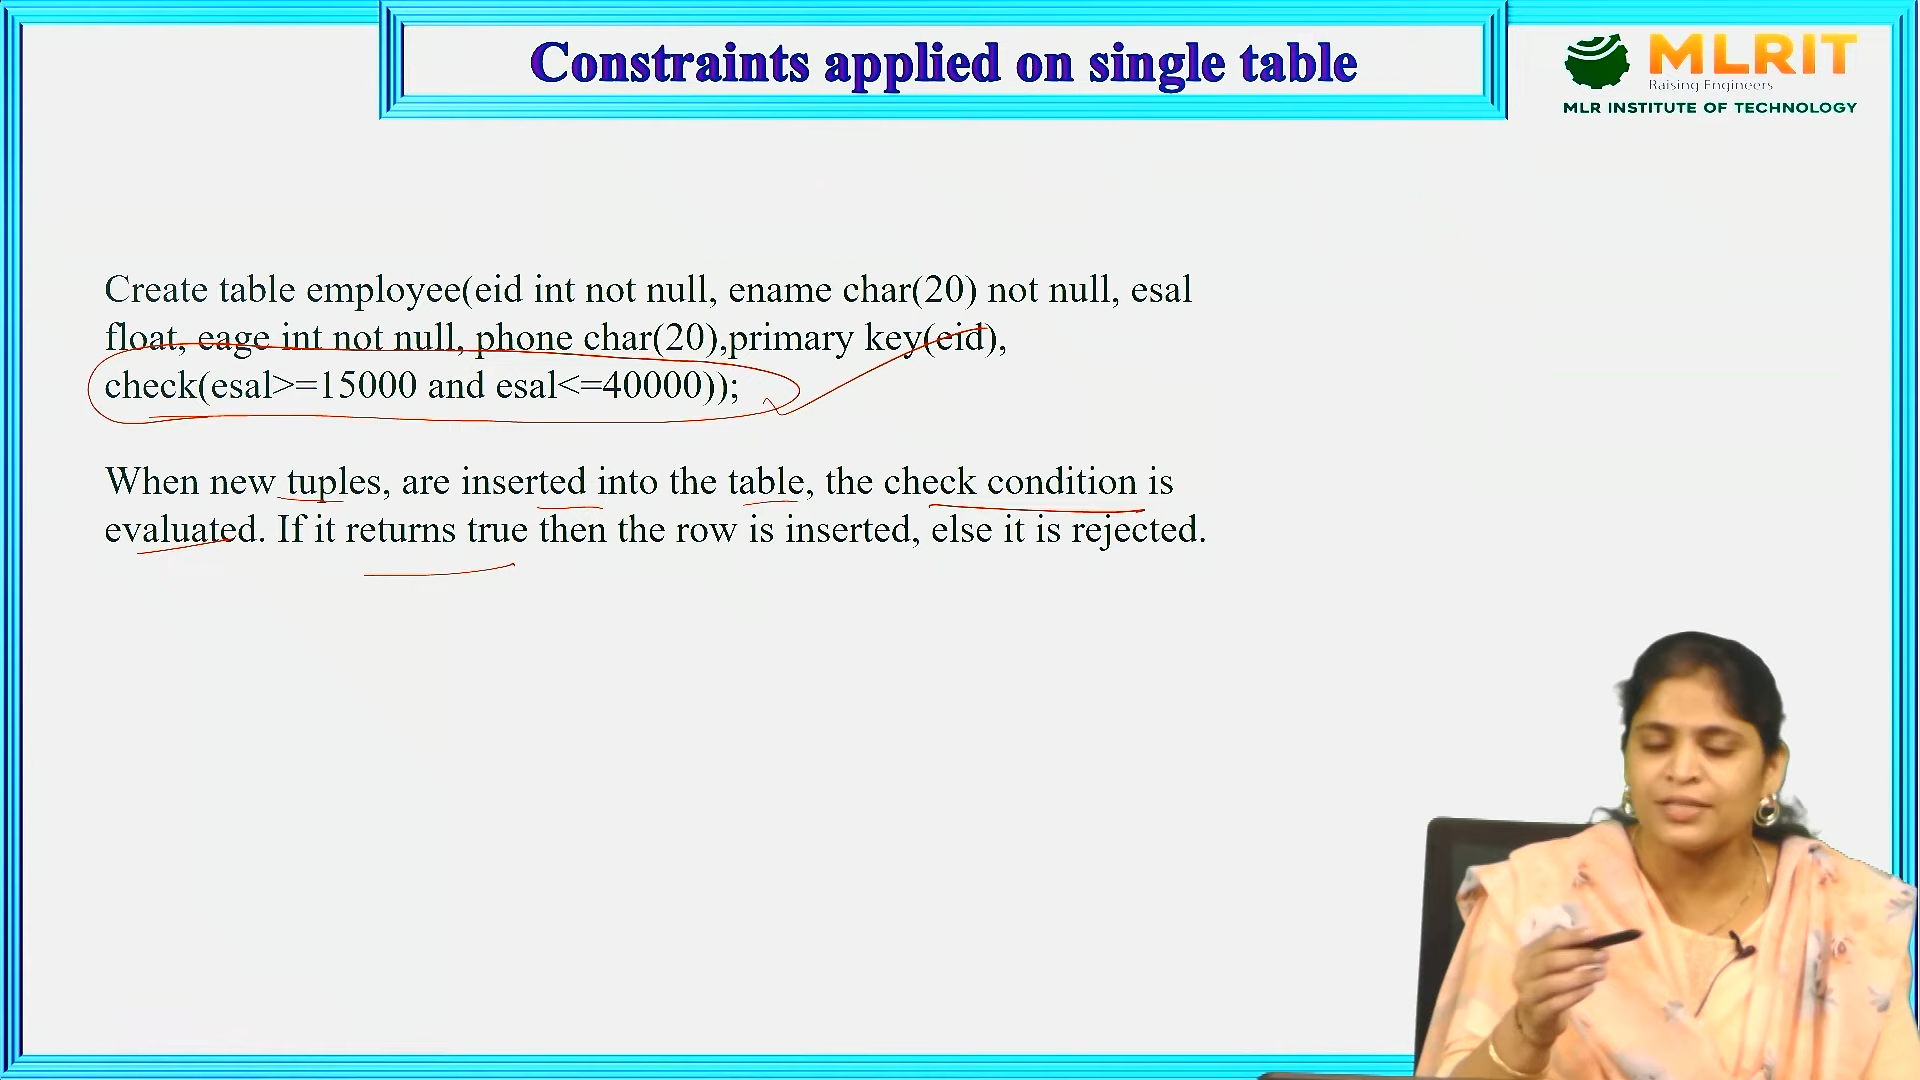 Constraints applied on single table
MLRIT
Raising Engineers
MLR INSTITUTE OF TECHNOLOGY
Create table employee(eid int not null, ename char(20) not null, esal
float, eage int not null, phone char(20),primary key(eid),
check(esal>=15000 and esal<=40000));
When new tuples, are inserted into the table, the check condition is
evaluated. If it returns true then the row is inserted, else it is rejected.